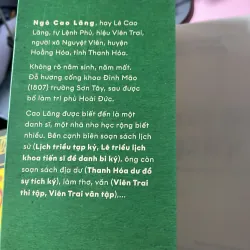 Ngô Cao Lãng, hay Lê Cao
Lãng, tự Lệnh Phủ, hiệu Viên Trai,
người xã Nguyệt Viên, huyện
Hoằng Hóa, tỉnh Thanh Hóa.
Không rõ năm sinh, năm mất.
Đỗ hương cống khoa Đinh Mão
(1807) trường Sơn Tây, sau được
bổ làm tri phủ Hoài Đức.
Cao Lãng được biết đến là một
danh sĩ, một nhà nho học rộng biết
nhiều. Bên cạnh biên soạn sách lịch
sử (Lịch triều tạp kỷ, Lê triều lịch
khoa tiến sĩ đề danh bi ký), ông còn
soạn sách địa dư (Thanh Hóa dư đồ
sự tích ký), làm thơ, văn (Viên Trai
thi tập, Viên Trai văn tập),...